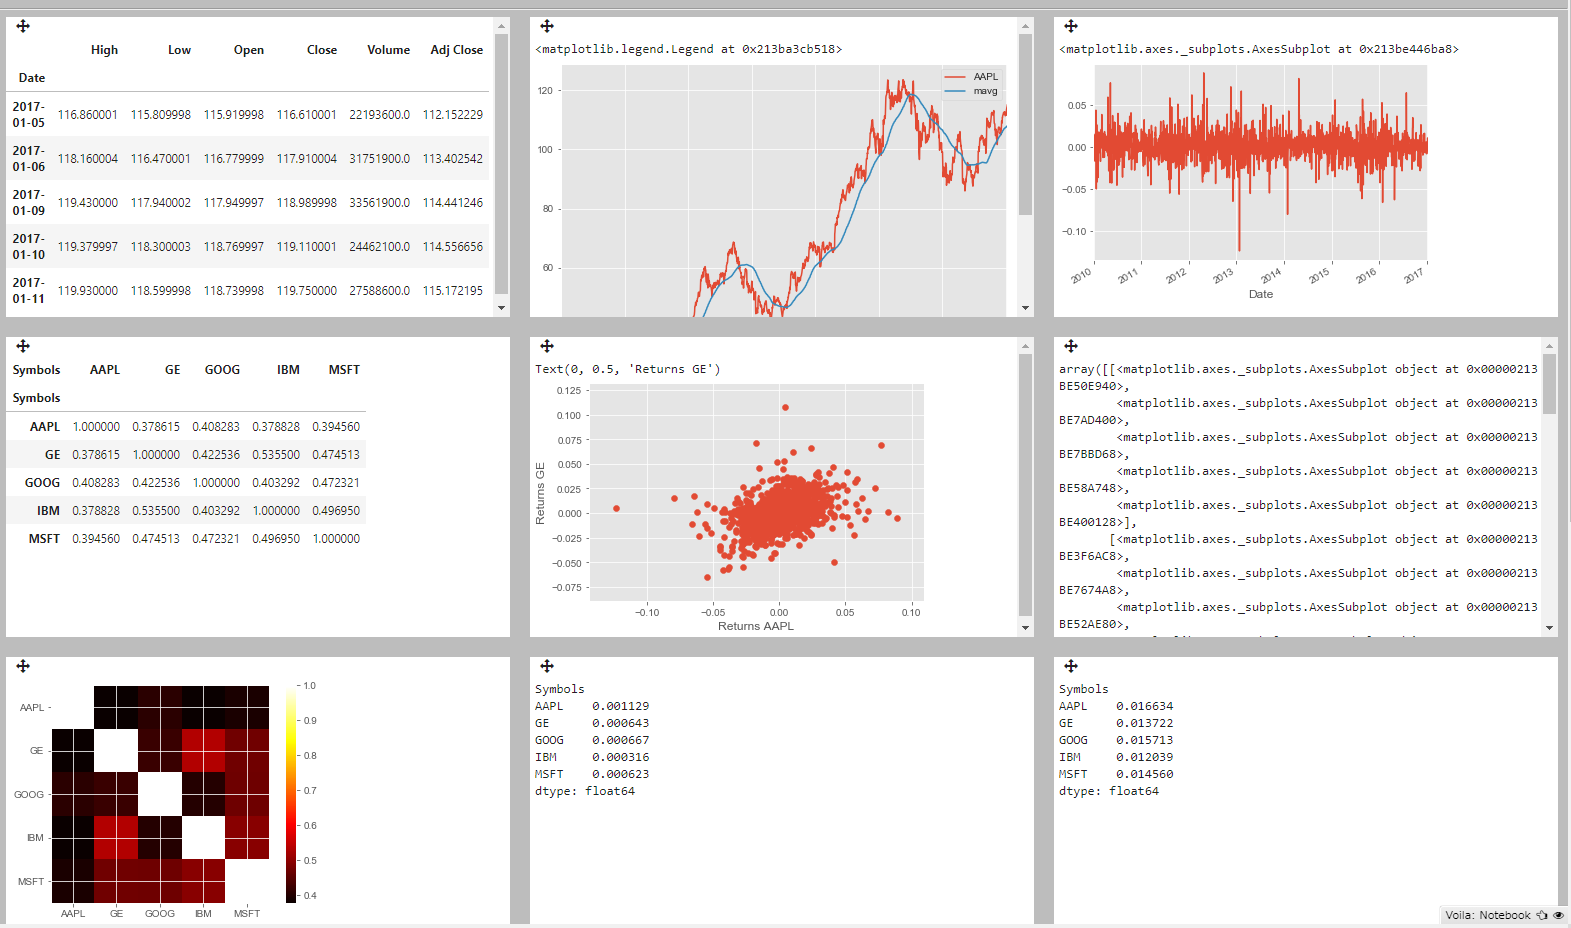 High Low Open Close Volume Adj Close
Date
2017-01-05 116.860001 115.809998 115.919998 116.610001 22193600.0 112.152229
2017-01-06 118.160004 116.470001 116.779999 117.910004 31751900.0 113.402542
2017-01-09 119.430000 117.940002 117.949997 118.989998 33561900.0 114.441246
2017-01-10 119.379997 118.300003 118.769997 119.110001 24462100.0 114.556656
2017-01-11 119.930000 118.599998 118.739998 119.750000 27588600.0 115.172195
<matplotlib.legend.Legend at 0x213ba3cb518>
AAPL
mavg
120
100
80
60
<matplotlib.axes._subplots.AxesSubplot at 0x213be446ba8>
0.05
0.00
−0.05
−0.10
2010 2011 2012 2013 2014 2015 2016 2017
Date
Symbols AAPL GE GOOG IBM MSFT
Symbols
AAPL 1.000000 0.378615 0.408283 0.378828 0.394560
GE 0.378615 1.000000 0.422536 0.535500 0.474513
GOOG 0.408283 0.422536 1.000000 0.403292 0.472321
IBM 0.378828 0.535500 0.403292 1.000000 0.496950
MSFT 0.394560 0.474513 0.472321 0.496950 1.000000
Text(0, 0.5, 'Returns GE')
0.125
0.100
0.075
0.050
0.025
0.000
−0.025
−0.050
−0.075
Returns GE
−0.10 −0.05 0.00 0.05 0.10
Returns AAPL
array([[<matplotlib.axes._subplots.AxesSubplot object at 0x00000213
BE50E940>,
<matplotlib.axes._subplots.AxesSubplot object at 0x00000213
BE7AD400>,
<matplotlib.axes._subplots.AxesSubplot object at 0x00000213
BE7BBD68>,
<matplotlib.axes._subplots.AxesSubplot object at 0x00000213
BE58A748>,
<matplotlib.axes._subplots.AxesSubplot object at 0x00000213
BE400128>],
[<matplotlib.axes._subplots.AxesSubplot object at 0x00000213
BE3F6AC8>,
<matplotlib.axes._subplots.AxesSubplot object at 0x00000213
BE7674A8>,
<matplotlib.axes._subplots.AxesSubplot object at 0x00000213
BE52AE80>,
AAPL
GE
GOOG
IBM
MSFT
AAPL GE GOOG IBM MSFT
1.0
0.9
0.8
0.7
0.6
0.5
0.4
Symbols
AAPL 0.001129
GE 0.000643
GOOG 0.000667
IBM 0.000316
MSFT 0.000623
dtype: float64
Symbols
AAPL 0.016634
GE 0.013722
GOOG 0.015713
IBM 0.012039
MSFT 0.014560
dtype: float64
Voila: Notebook